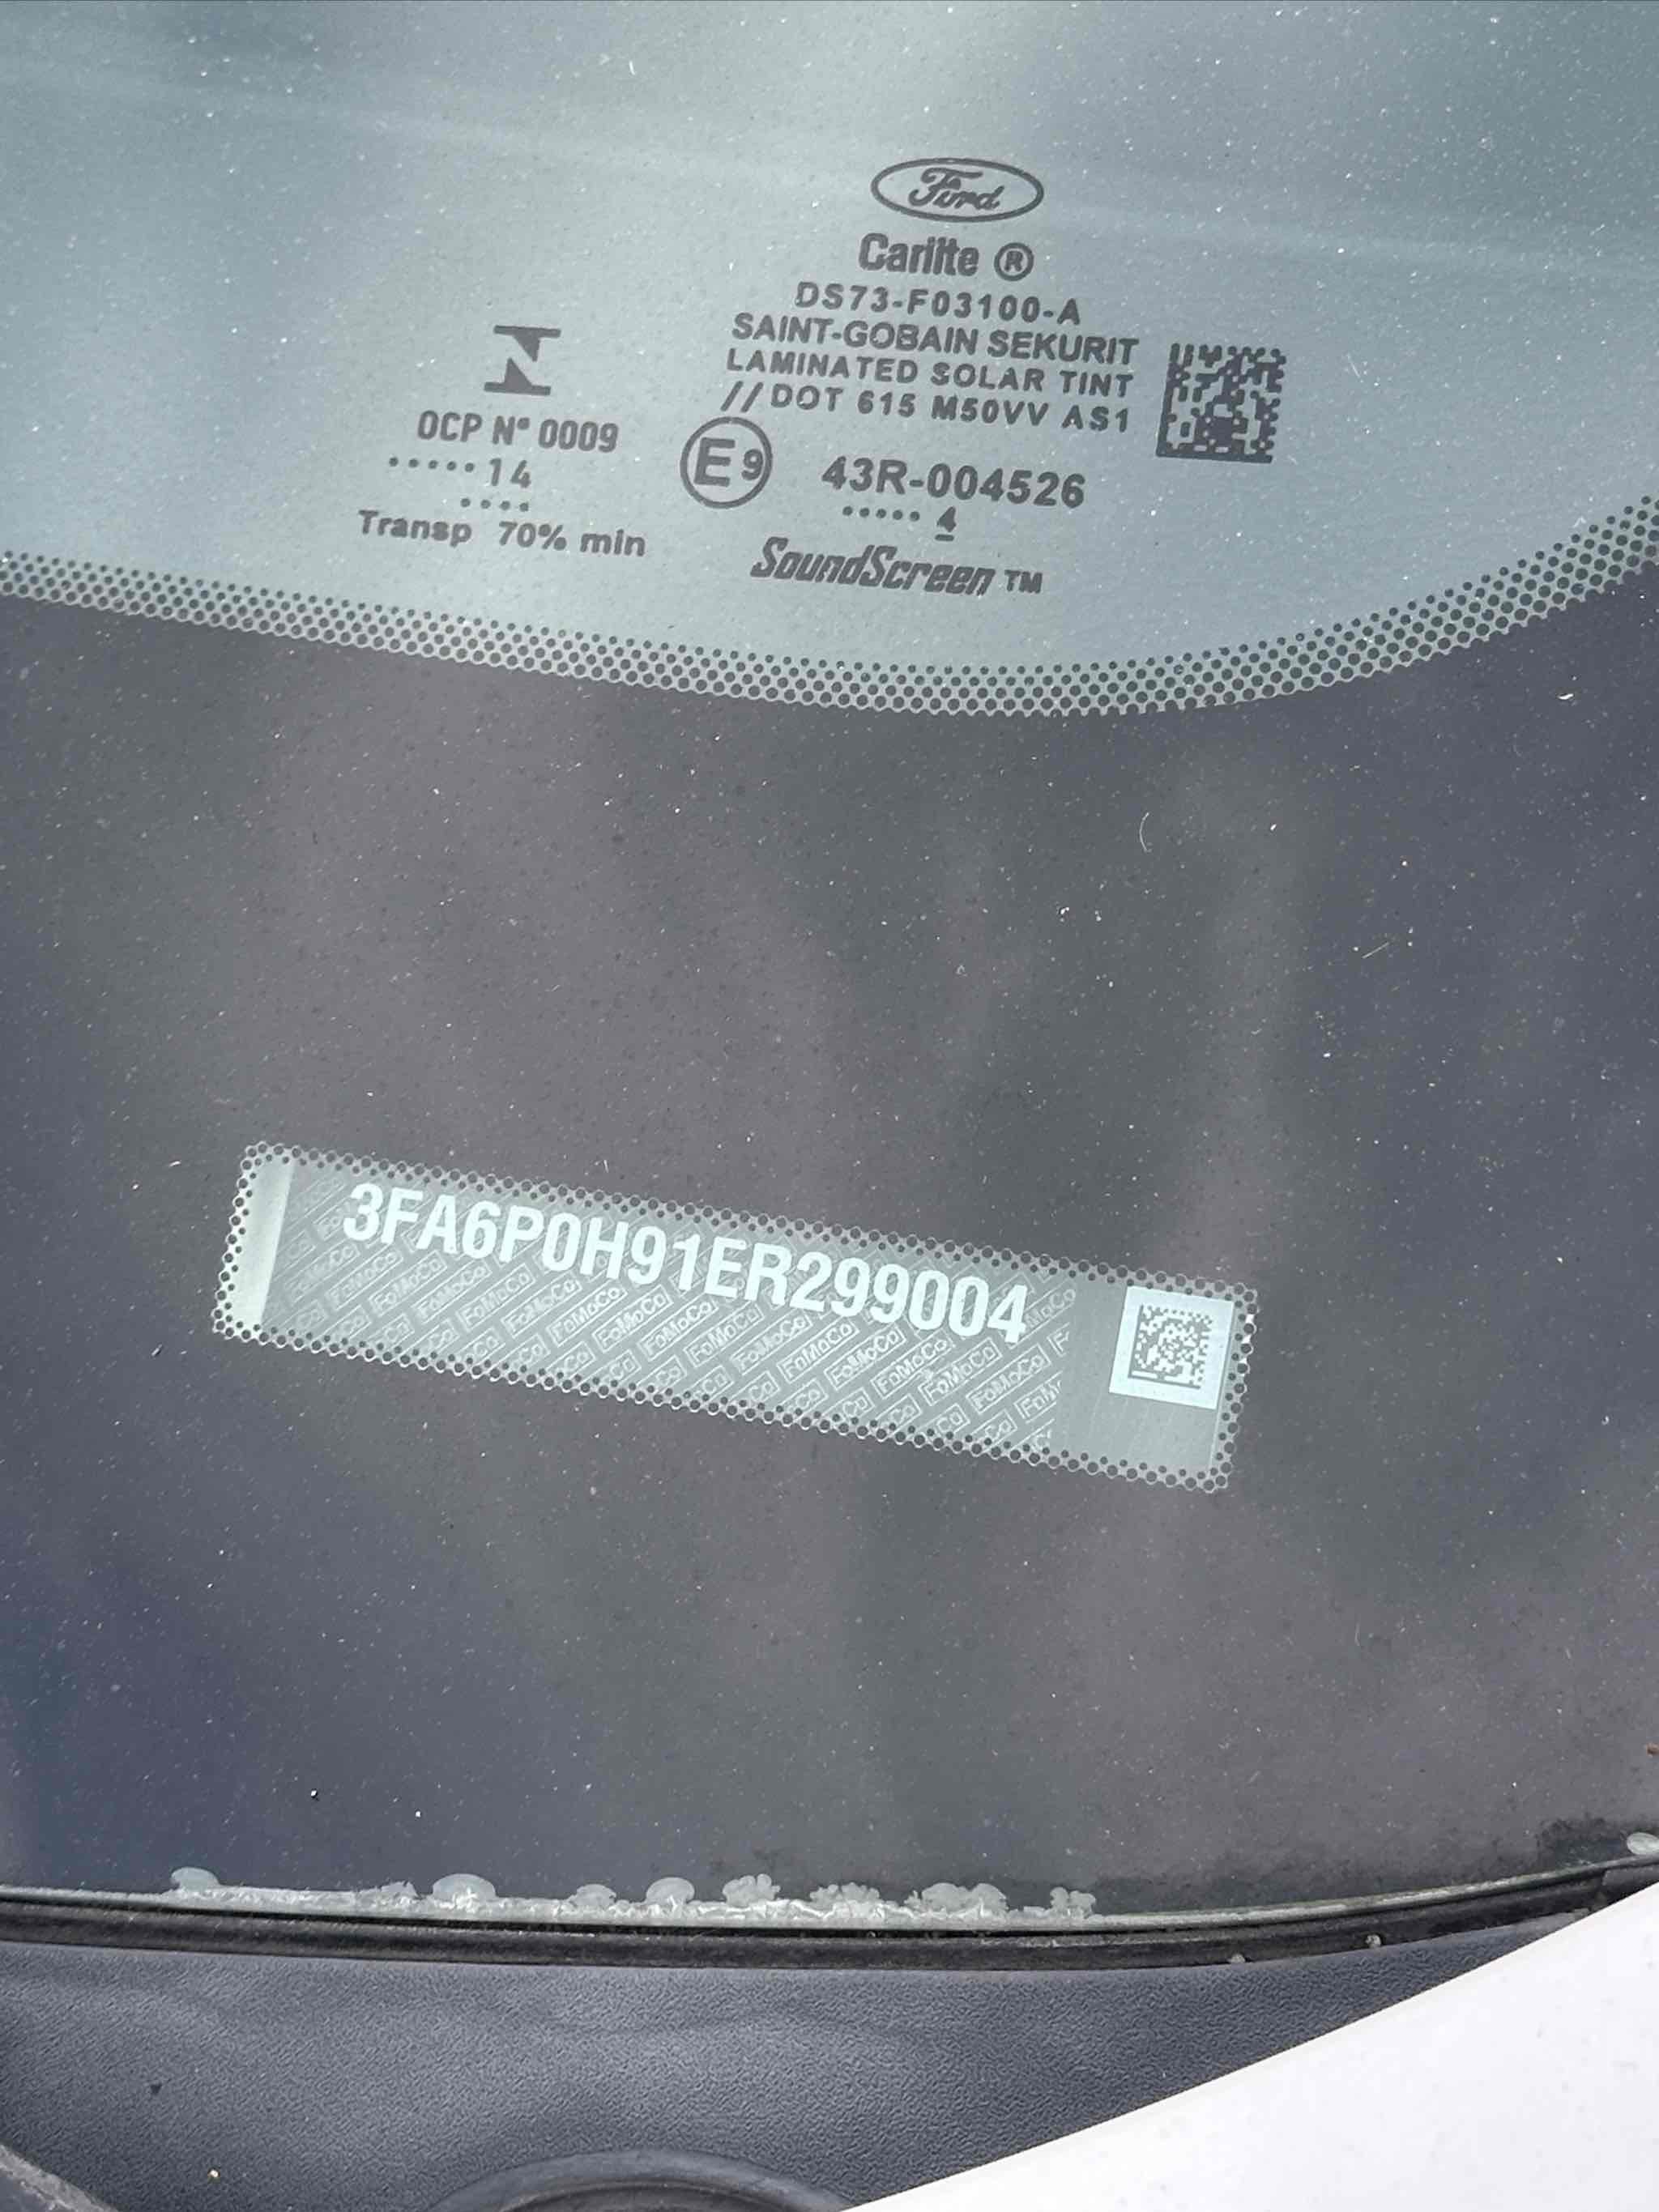 Ford
Carlite ®
DS73-F03100-A
SAINT-GOBAIN SEKURIT
LAMINATED SOLAR TINT
//DOT 615 M50VV AS1
OCP Nº 0009
•••••14
••••
Transp 70% min
E9 43R-004526
•••••4
SoundScreen ™
3FA6P0H91ER299004
FoMoCo